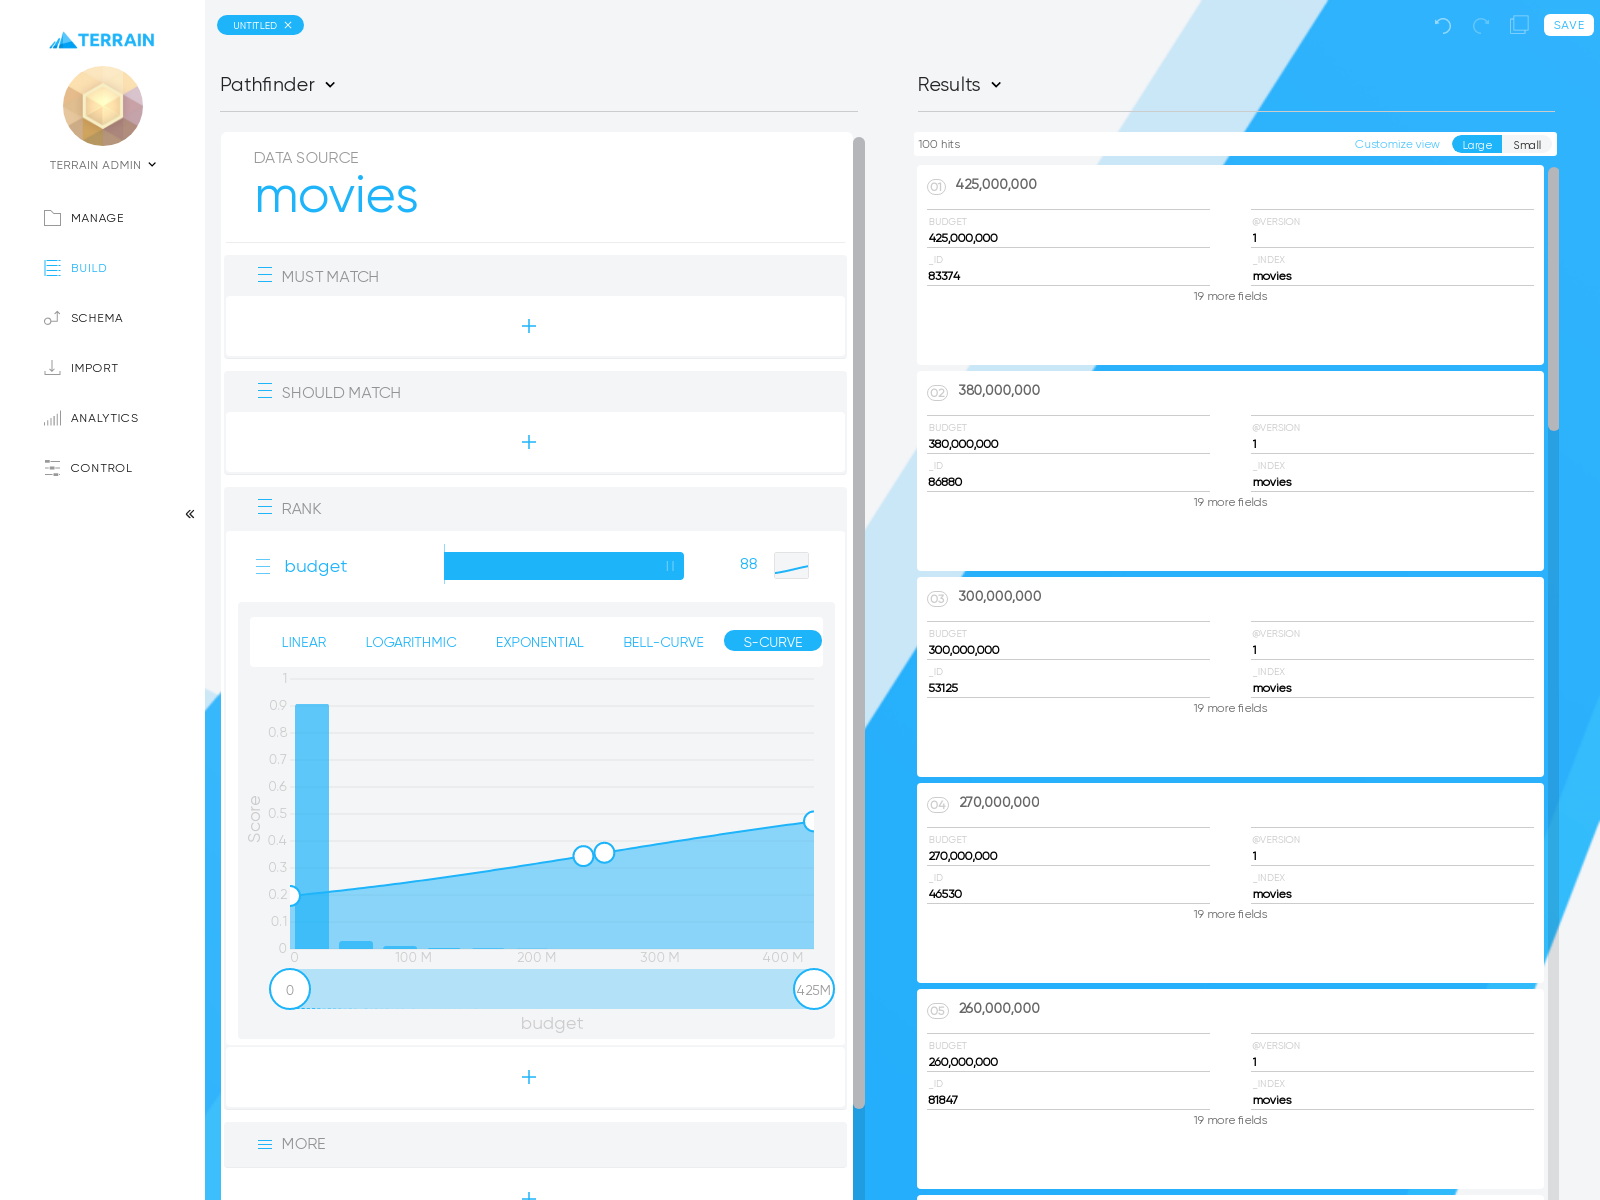 TERRAIN
TERRAIN ADMIN
MANAGE
BUILD
SCHEMA
IMPORT
ANALYTICS
CONTROL
UNTITLED
SAVE
Pathfinder
DATA SOURCE
movies
MUST MATCH
SHOULD MATCH
RANK
budget 88
LINEAR LOGARITHMIC EXPONENTIAL BELL-CURVE S-CURVE
1
0.9
0.8
0.7
0.6
0.5
0.4
0.3
0.2
0.1
0
Score
0 100 M 200 M 300 M 400 M
0 425M
budget
MORE
Results
100 hits Customize view Large Small
01 425,000,000
BUDGET @VERSION
425,000,000 1
_ID _INDEX
83374 movies
19 more fields
02 380,000,000
BUDGET @VERSION
380,000,000 1
_ID _INDEX
86880 movies
19 more fields
03 300,000,000
BUDGET @VERSION
300,000,000 1
_ID _INDEX
53125 movies
19 more fields
04 270,000,000
BUDGET @VERSION
270,000,000 1
_ID _INDEX
46530 movies
19 more fields
05 260,000,000
BUDGET @VERSION
260,000,000 1
_ID _INDEX
81847 movies
19 more fields